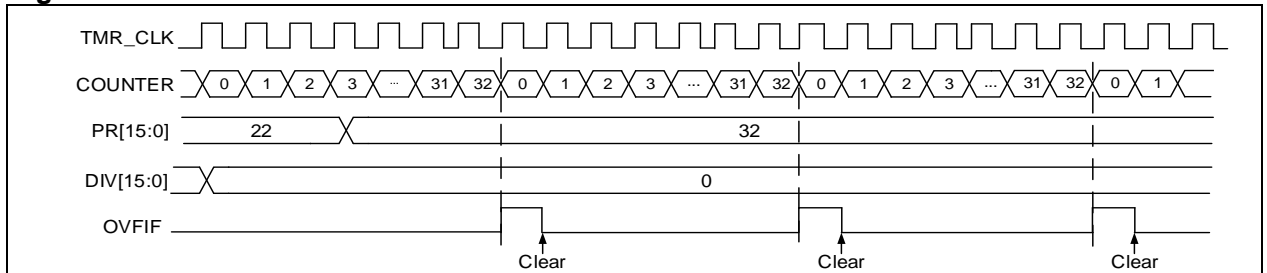 TMR_CLK
COUNTER 0 1 2 3 ... 31 32 0 1 2 3 ... 31 32 0 1 2 3 ... 31 32 0 1
PR[15:0] 22 32
DIV[15:0] 0
OVFIF
Clear Clear Clear